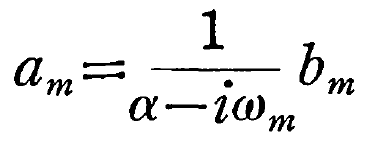 $a_m = \frac{1}{\alpha - i\omega_m} b_m$